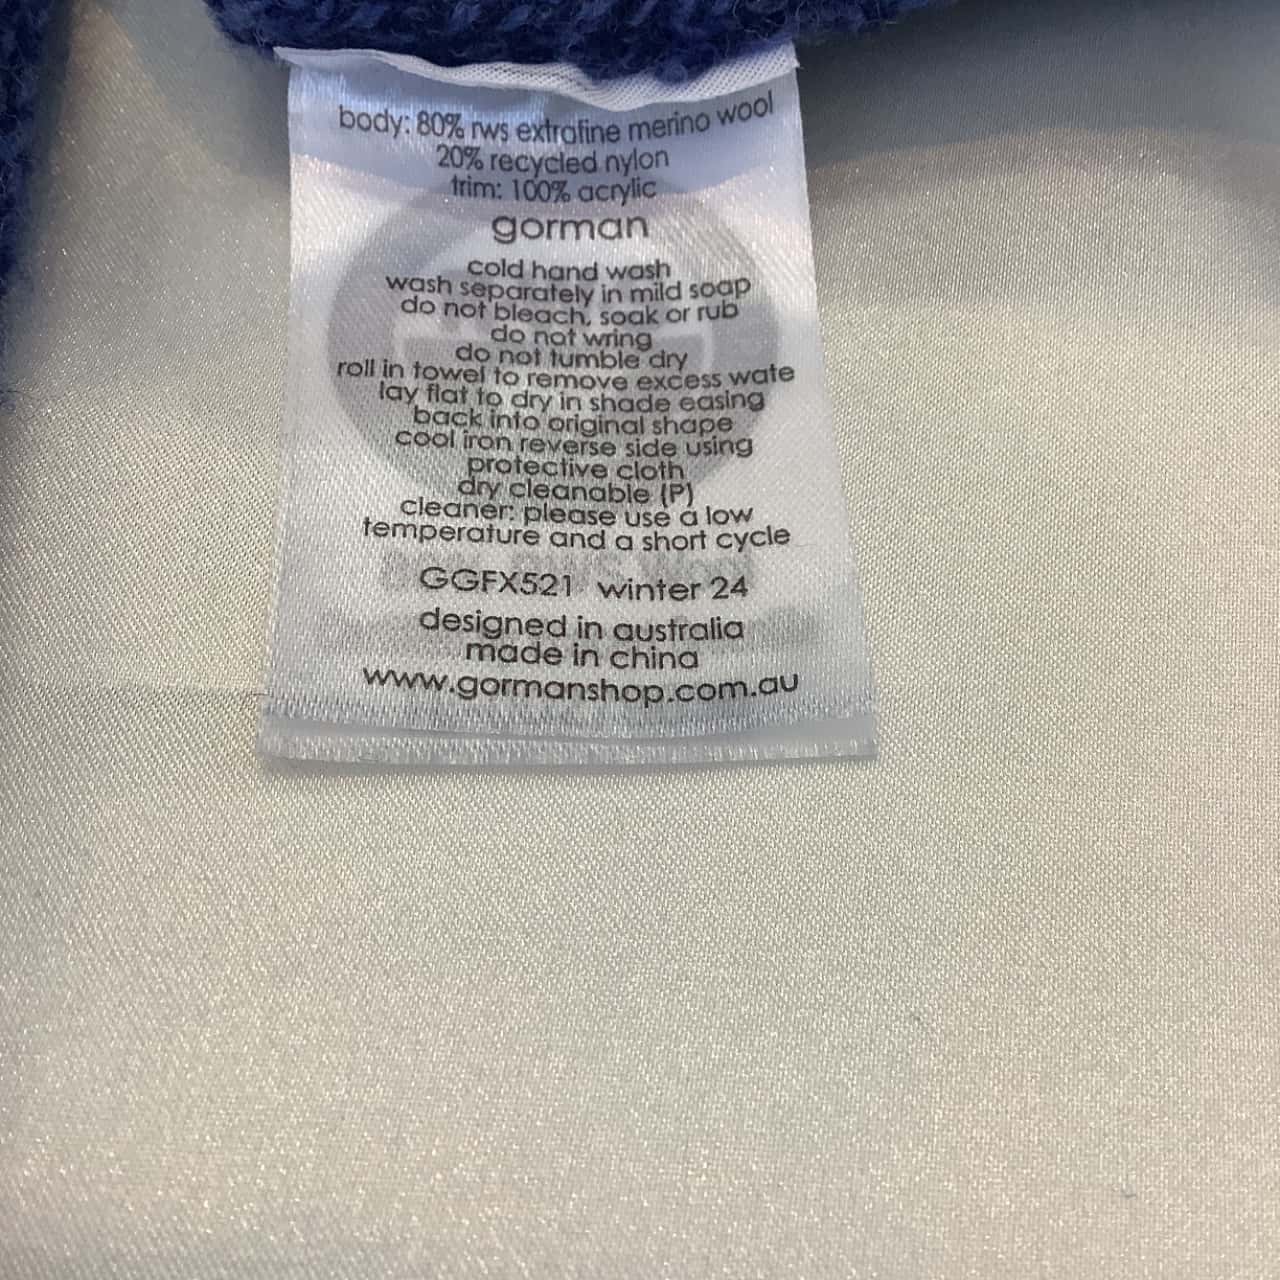 body: 80% rws extrafine merino wool
20% recycled nylon
trim: 100% acrylic
gorman
cold hand wash
wash separately in mild soap
do not bleach, soak or rub
do not wring
do not tumble dry
roll in towel to remove excess wate
lay flat to dry in shade easing
back into original shape
cool iron reverse side using
protective cloth
dry cleanable (P)
cleaner: please use a low
temperature and a short cycle
GGFX521 winter 24
designed in australia
made in china
www.gormanshop.com.au